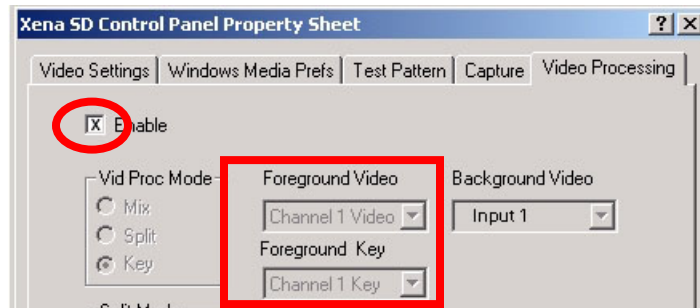 Xena SD Control Panel Property Sheet
Video Settings
Windows Media Prefs
Test Pattern
Capture
Video Processing
X Enable
Vid Proc Mode
Mix
Split
Key
Foreground Video
Channel 1 Video
Foreground Key
Channel 1 Key
Background Video
Input 1